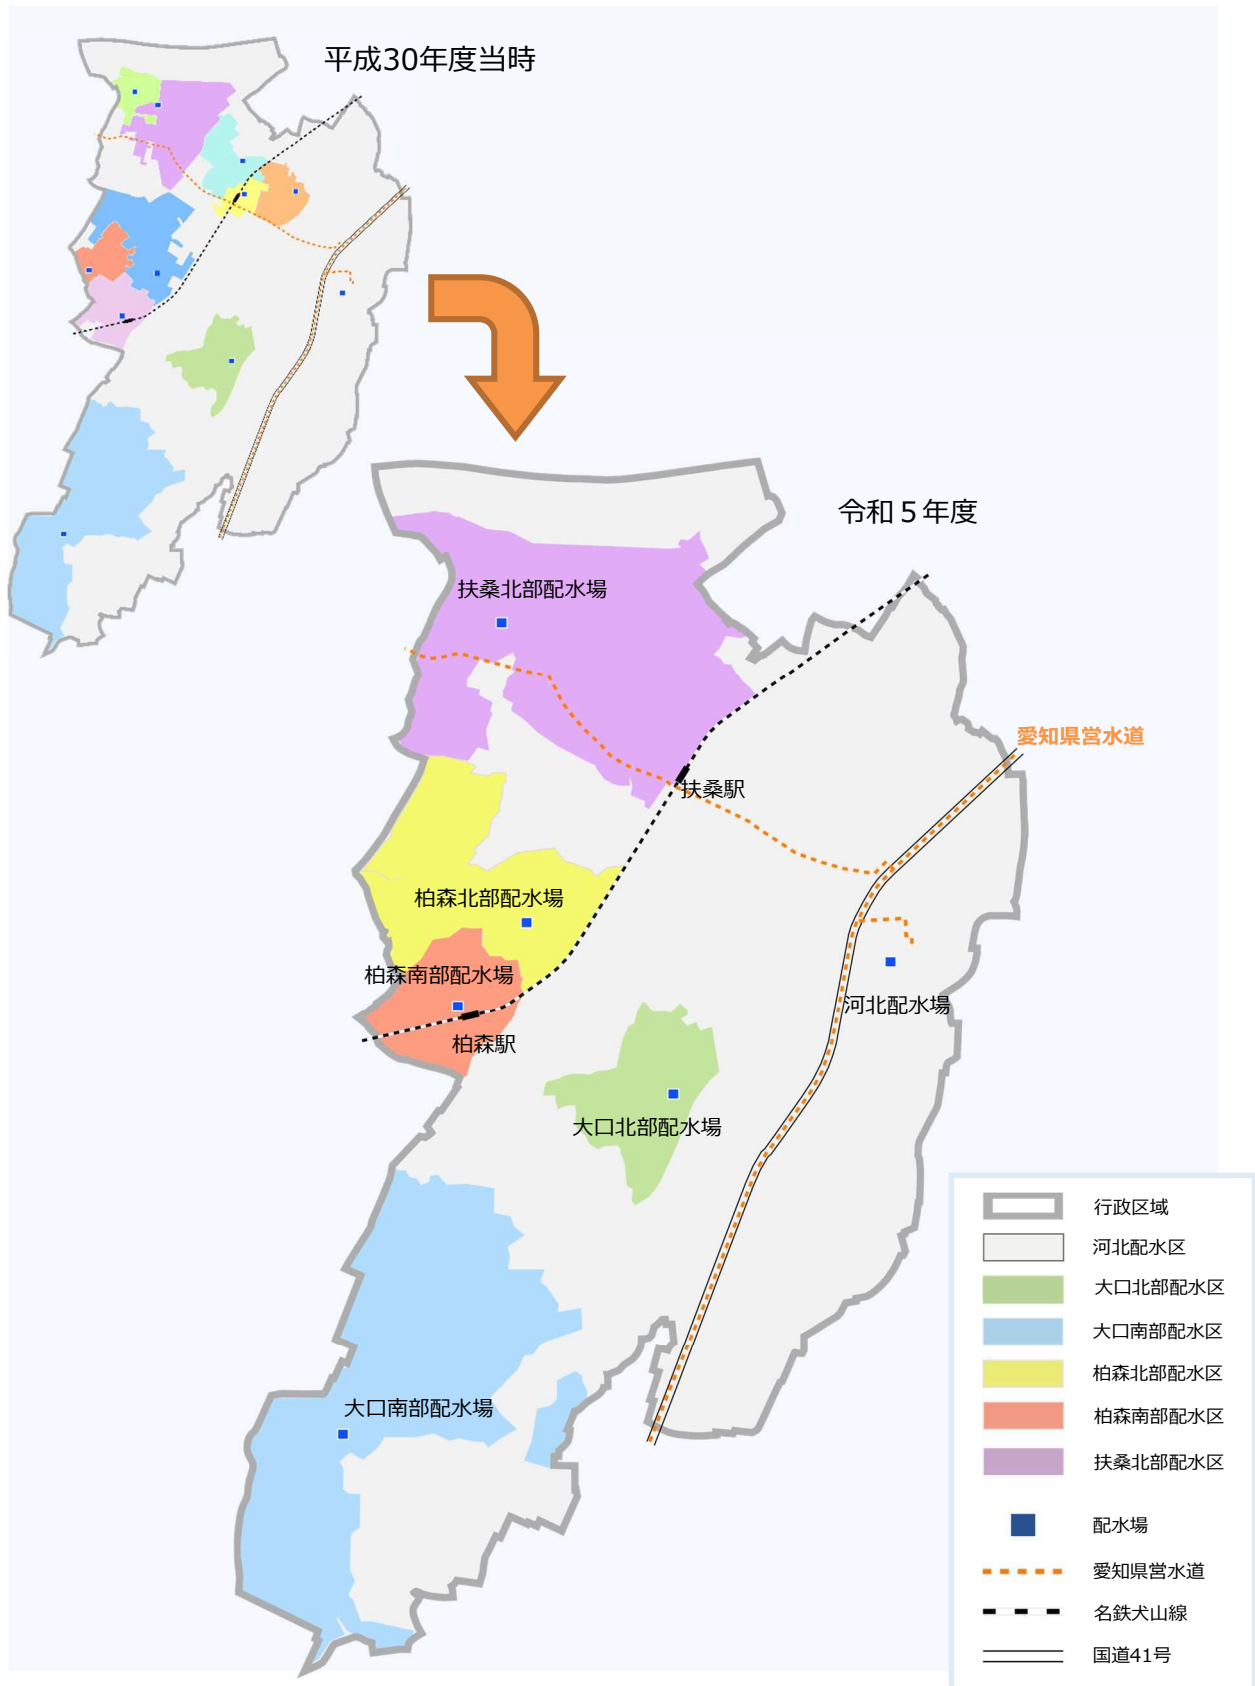 平成30年度当時
令和５年度
扶桑北部配水場
愛知県営水道
扶桑駅
柏森北部配水場
柏森南部配水場
河北配水場
柏森駅
大口北部配水場
大口南部配水場
行政区域
河北配水区
大口北部配水区
大口南部配水区
柏森北部配水区
柏森南部配水区
扶桑北部配水区
配水場
愛知県営水道
名鉄犬山線
国道41号